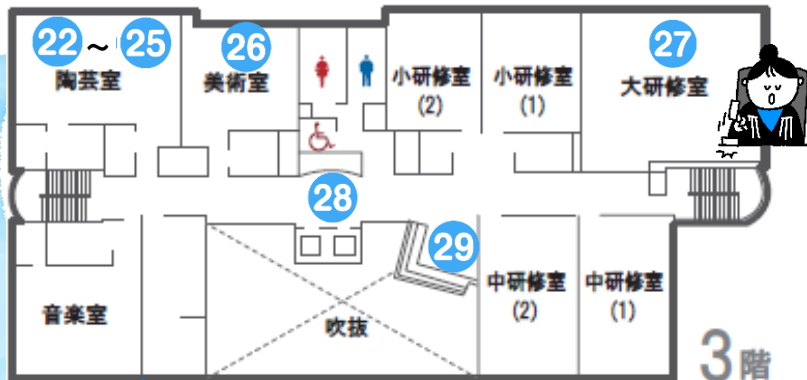 22～25
陶芸室
26
美術室
小研修室
(2)
小研修室
(1)
27
大研修室
28
29
音楽室
吹抜
中研修室
(2)
中研修室
(1)
3階